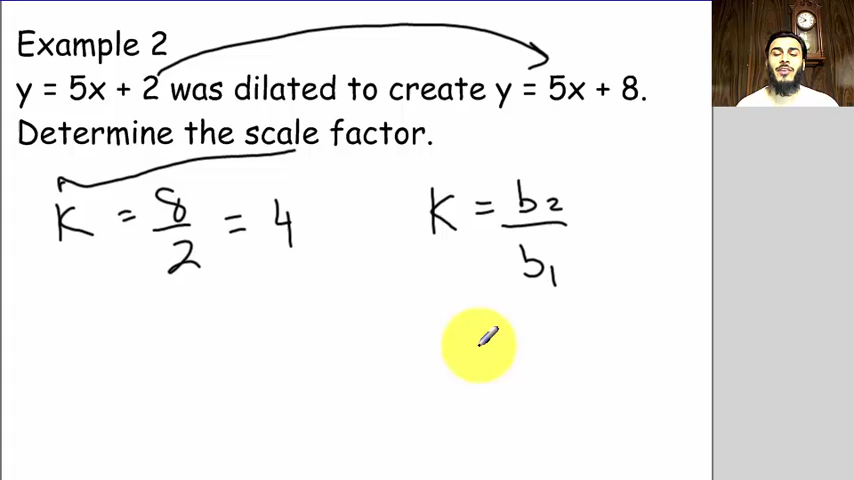 Example 2
y = 5x + 2 was dilated to create y = 5x + 8.
Determine the scale factor.
K = 8/2 = 4
K = b2/b1